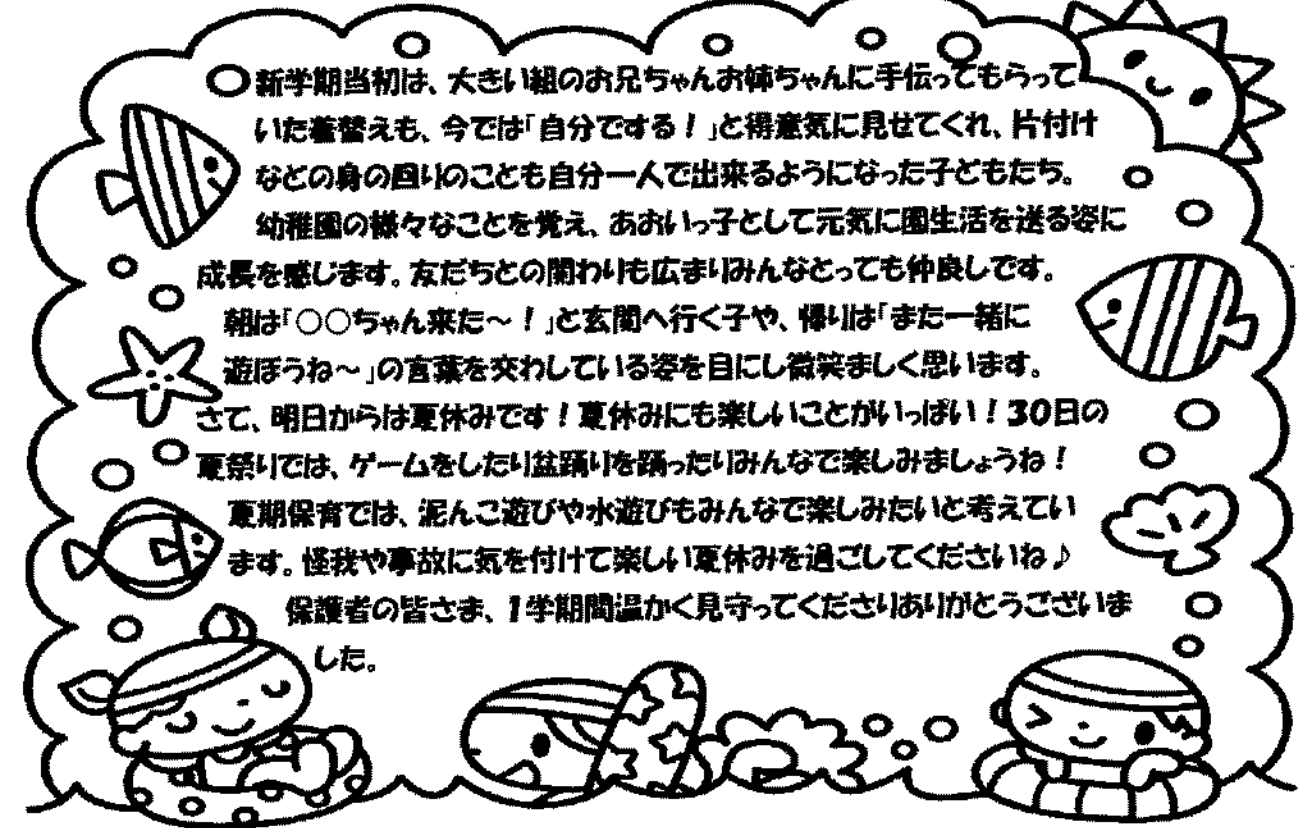 新学期当初は、大きい組のお兄ちゃんお姉ちゃんに手伝ってもらって
いた着替えも、今では「自分でする！」と得意気に見せてくれ、片付け
などの身の回りのことも自分一人で出来るようになった子どもたち。
幼稚園の様々なことを覚え、あおいっ子として元気に園生活を送る姿に
成長を感じます。友だちとの関わりも広まりみんなとっても仲良しです。
朝は「○○ちゃん来た～！」と玄関へ行く子や、帰りは「また一緒に
遊ぼうね～」の言葉を交わしている姿を目にし微笑ましく思います。
さて、明日からは夏休みです！夏休みにも楽しいことがいっぱい！30日の
夏祭りでは、ゲームをしたり盆踊りを踊ったりみんなで楽しみましょうね！
夏期保育では、泥んこ遊びや水遊びもみんなで楽しみたいと考えてい
ます。怪我や事故に気を付けて楽しい夏休みを過ごしてくださいね♪
保護者の皆さま、1学期間温かく見守ってくださりありがとうございま
した。